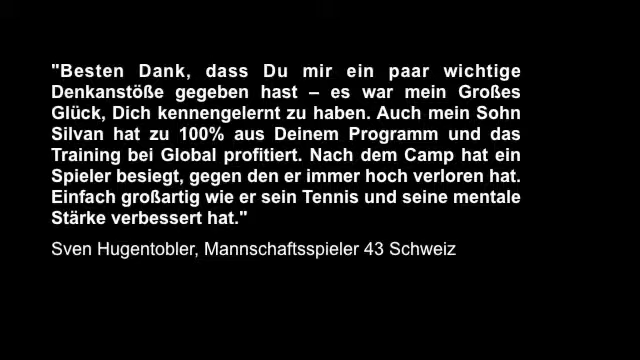 "Besten Dank, dass Du mir ein paar wichtige
Denkanstöße gegeben hast – es war mein Großes
Glück, Dich kennengelernt zu haben. Auch mein Sohn
Silvan hat zu 100% aus Deinem Programm und das
Training bei Global profitiert. Nach dem Camp hat ein
Spieler besiegt, gegen den er immer hoch verloren hat.
Einfach großartig wie er sein Tennis und seine mentale
Stärke verbessert hat."
Sven Hugentobler, Mannschaftsspieler 43 Schweiz